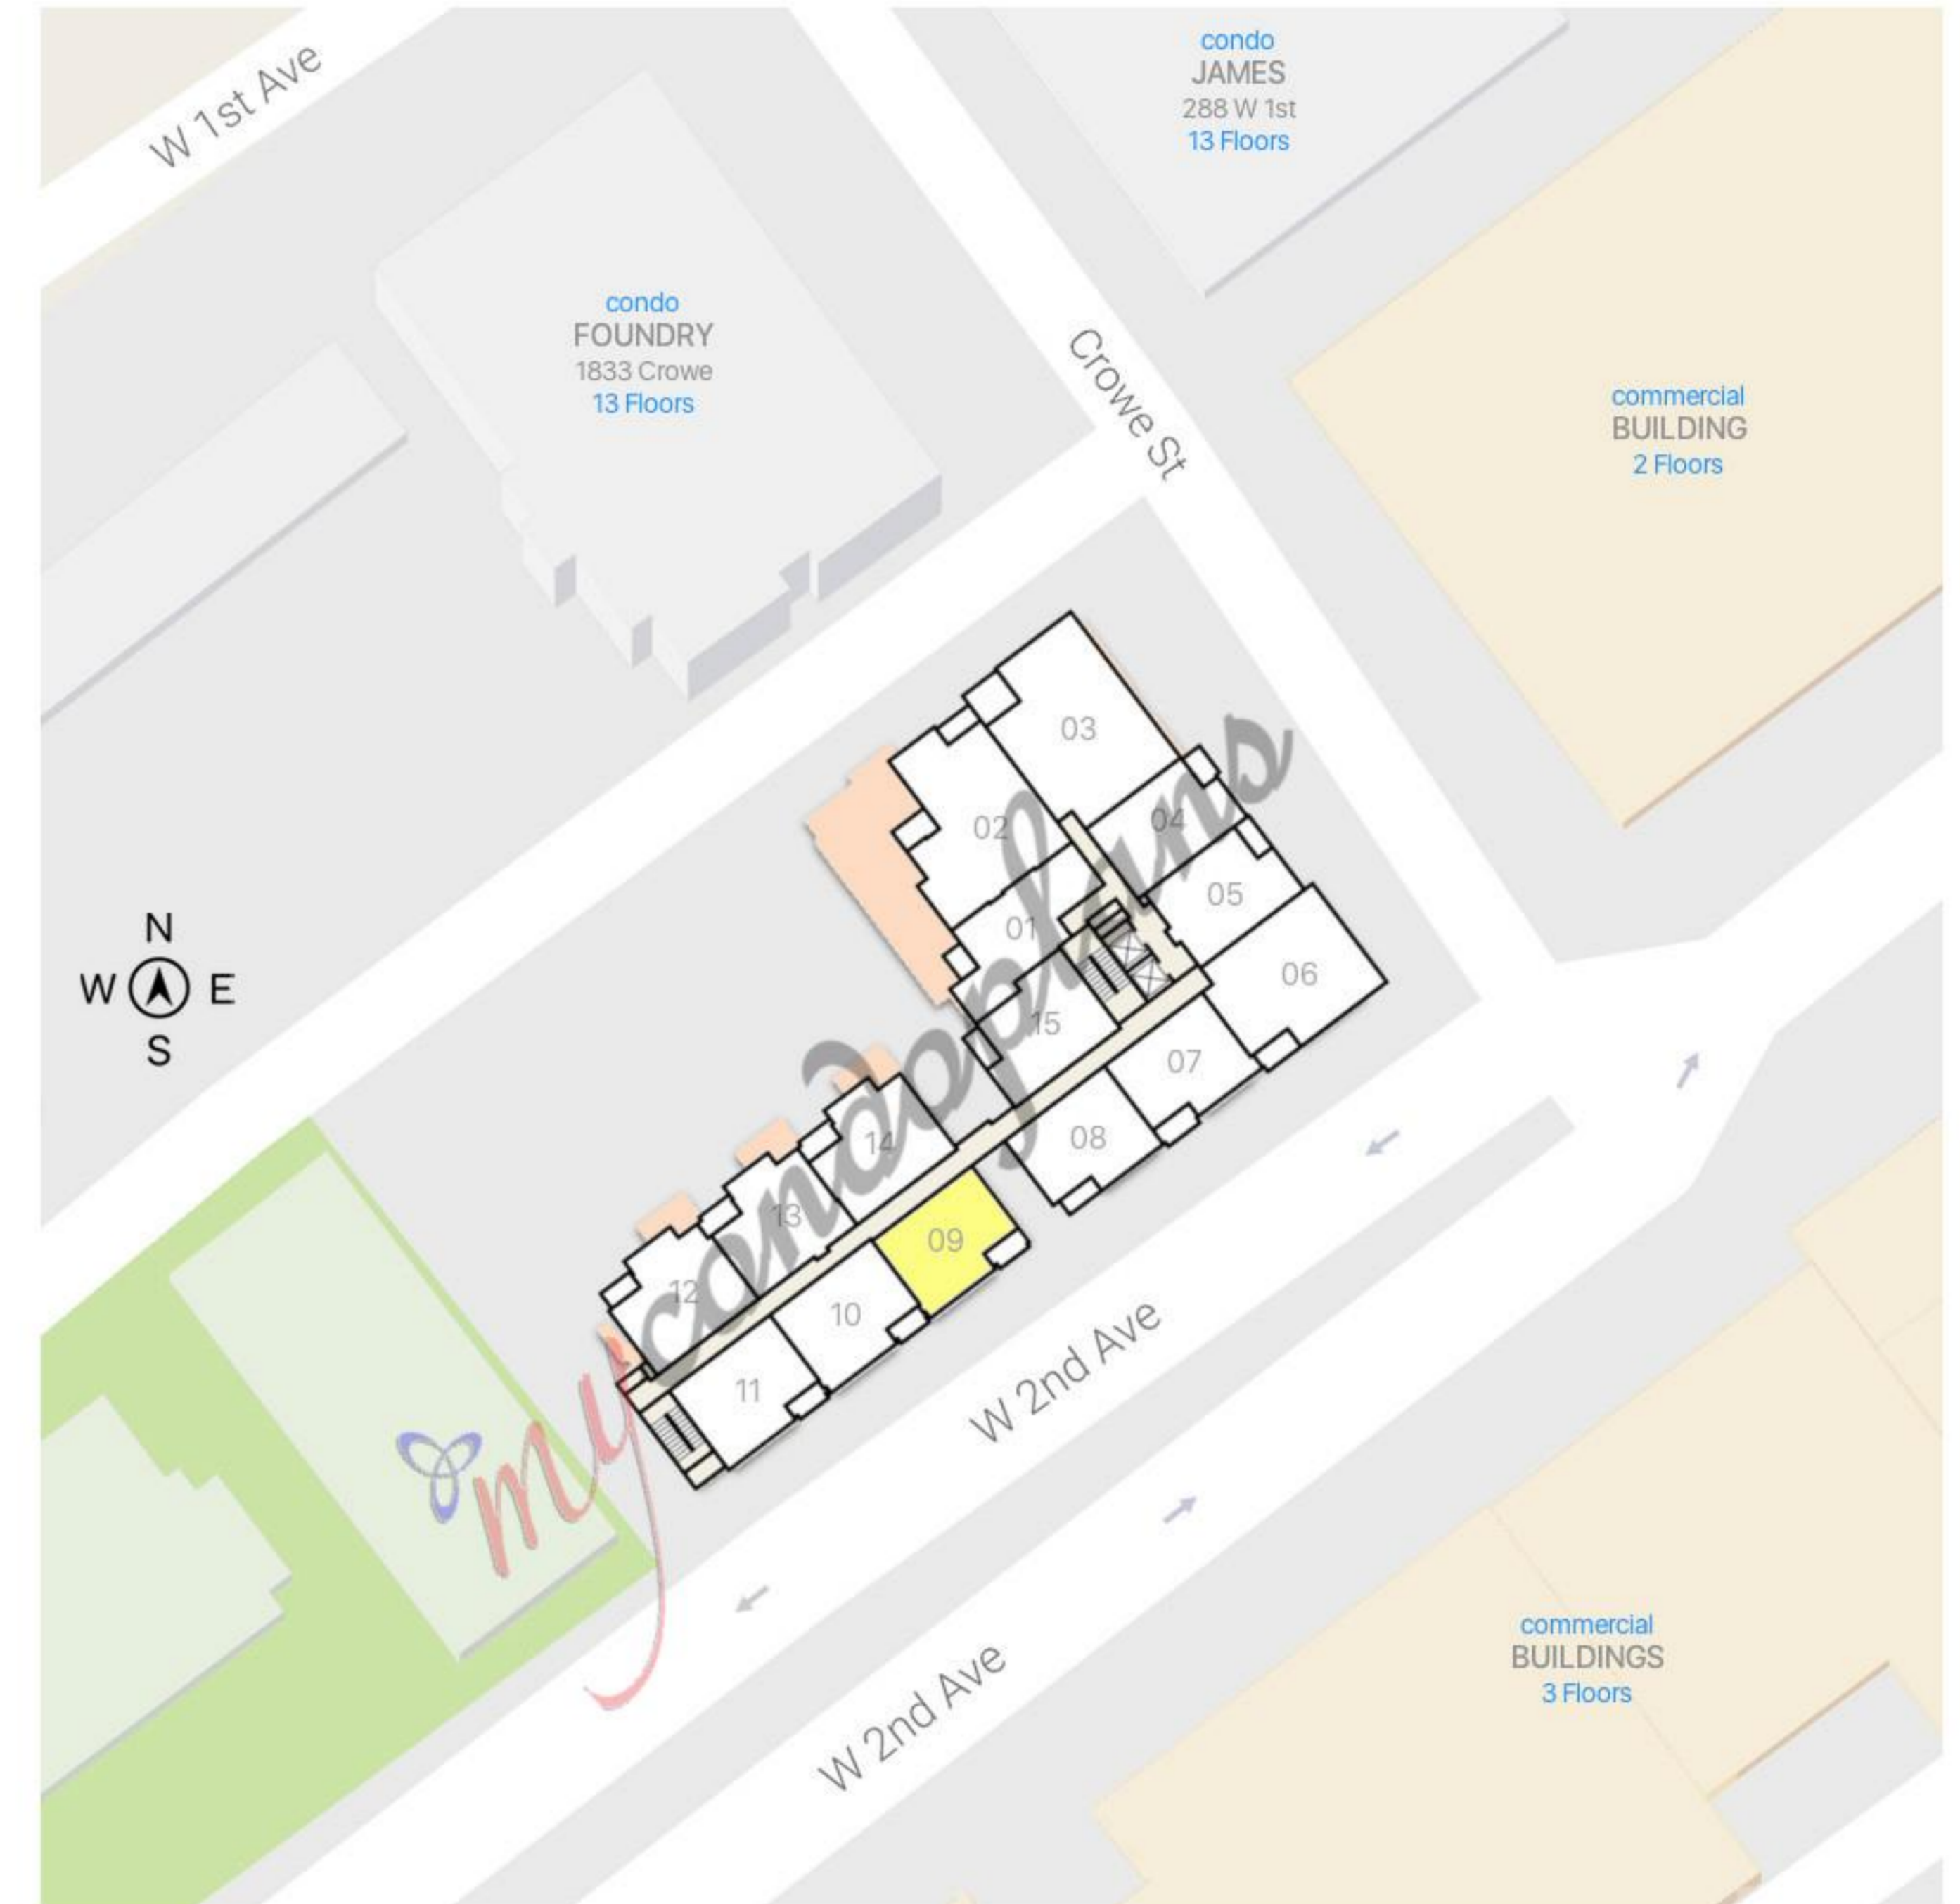 W 1st Ave
condo
JAMES
288 W 1st
13 Floors
condo
FOUNDRY
1833 Crowe
13 Floors
Crowe St
commercial
BUILDING
2 Floors
03
02
04
05
01
06
15
07
08
14
13
09
12
10
11
N
W E
S
mycondoplans
W 2nd Ave
W 2nd Ave
commercial
BUILDINGS
3 Floors